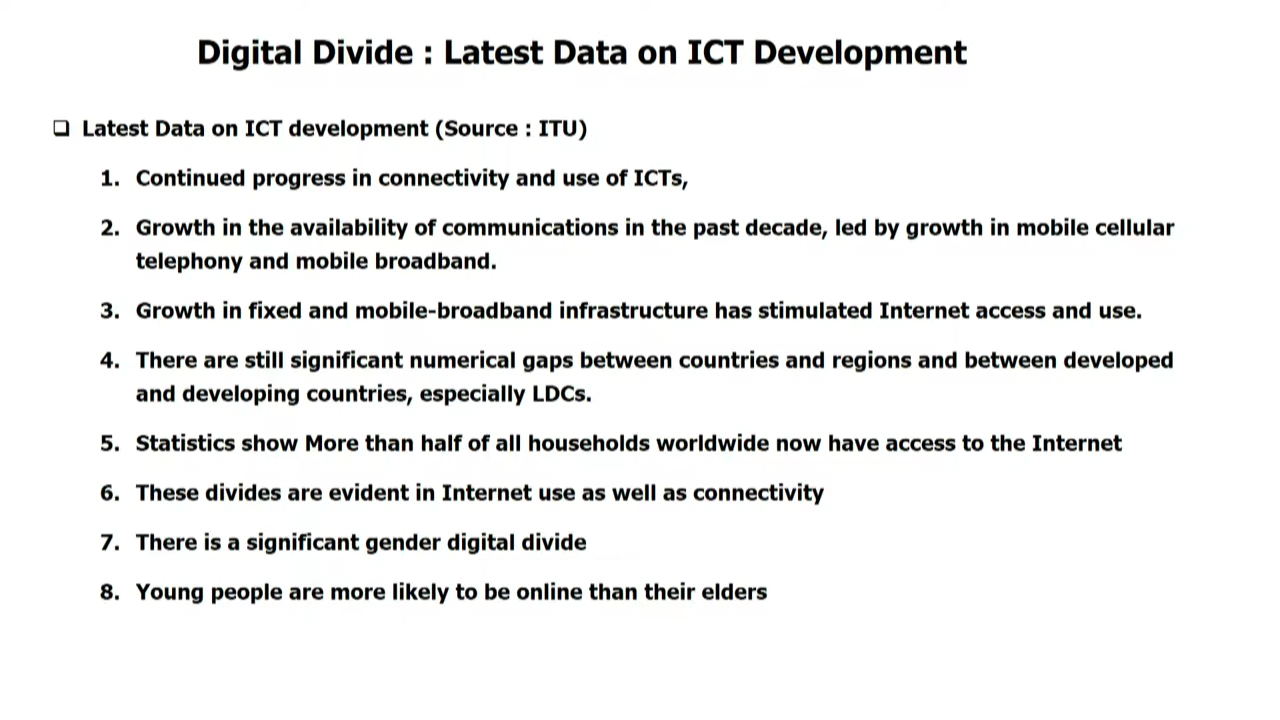 Digital Divide : Latest Data on ICT Development
❑ Latest Data on ICT development (Source : ITU)
1. Continued progress in connectivity and use of ICTs,
2. Growth in the availability of communications in the past decade, led by growth in mobile cellular
telephony and mobile broadband.
3. Growth in fixed and mobile-broadband infrastructure has stimulated Internet access and use.
4. There are still significant numerical gaps between countries and regions and between developed
and developing countries, especially LDCs.
5. Statistics show More than half of all households worldwide now have access to the Internet
6. These divides are evident in Internet use as well as connectivity
7. There is a significant gender digital divide
8. Young people are more likely to be online than their elders